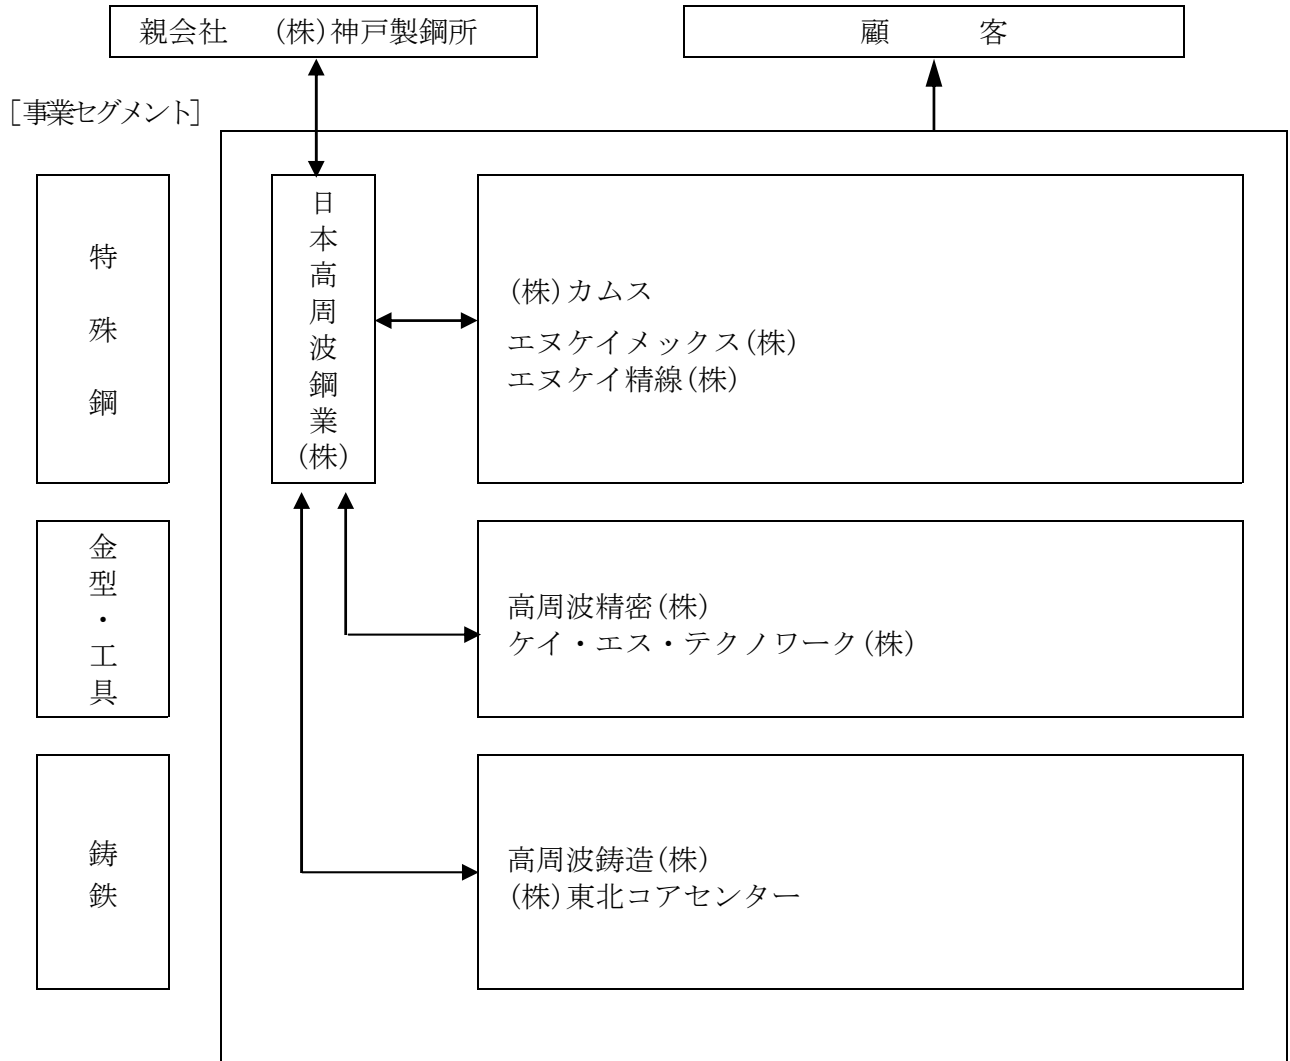 親会社　(株)神戸製鋼所
顧　客
［事業セグメント］
特殊鋼
日本高周波鋼業(株)
(株)カムス
エヌケイメックス(株)
エヌケイ精線(株)
金型・工具
高周波精密(株)
ケイ・エス・テクノワーク(株)
鋳鉄
高周波鋳造(株)
(株)東北コアセンター